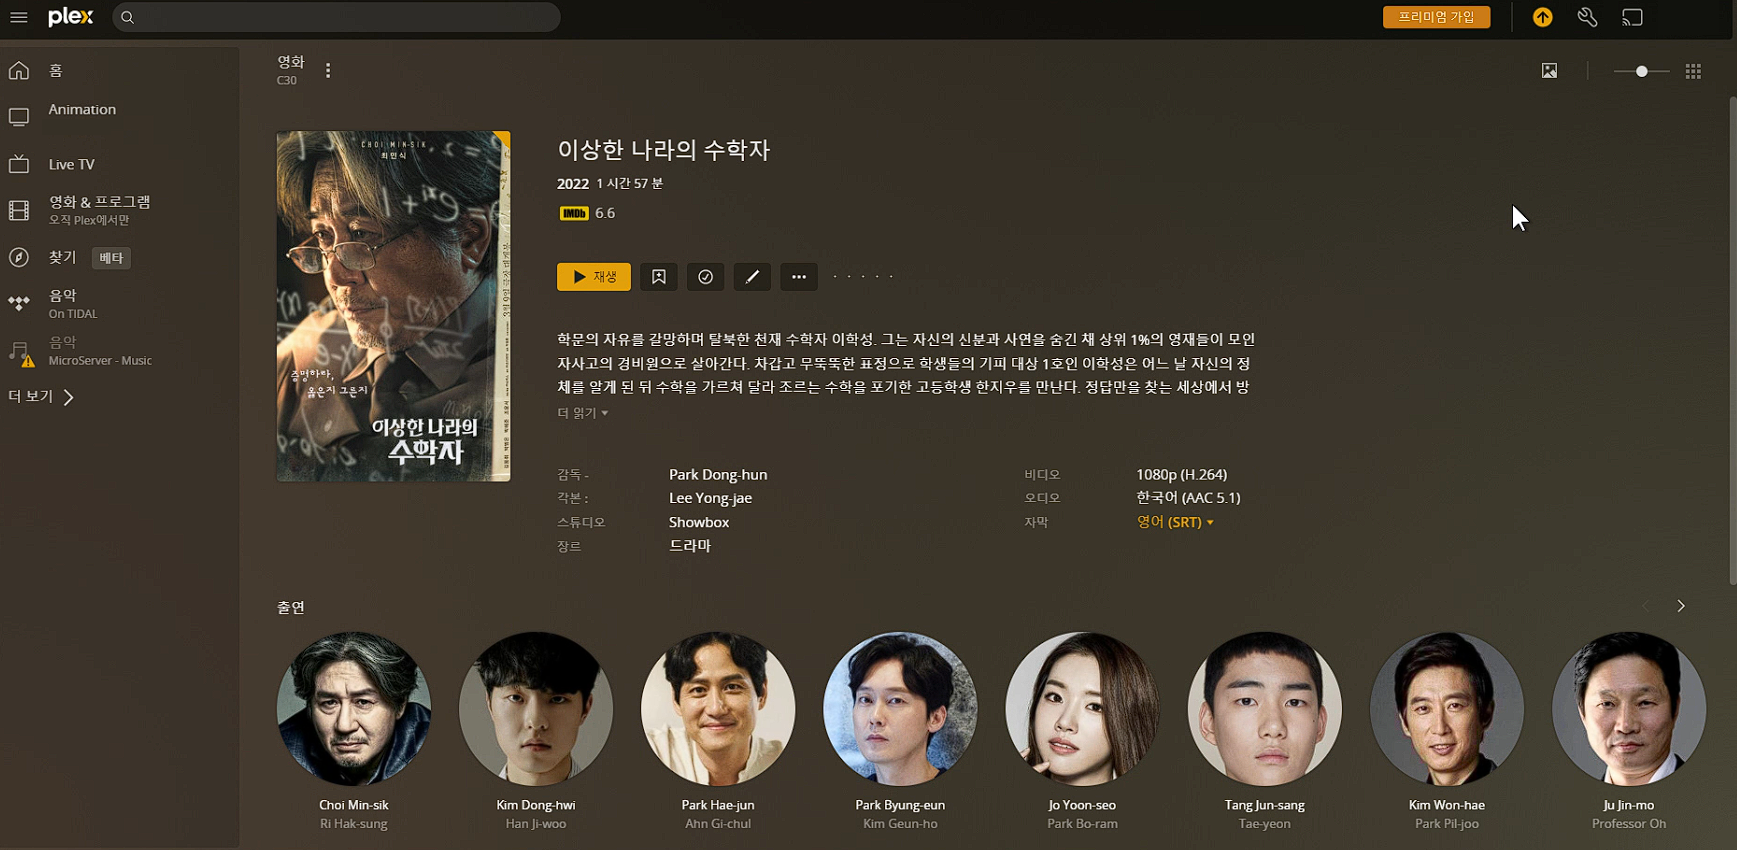 plex
프리미엄 가입
홈
Animation
Live TV
영화 & 프로그램
오직 Plex에서만
찾기 베타
음악
On TIDAL
음악
MicroServer - Music
더 보기
영화
C30
CHOI MIN-SIK
최민식
증명하라,
옳은지 그른지
이상한 나라의
수학자
이상한 나라의 수학자
2022 1 시간 57 분
IMDb 6.6
재생
학문의 자유를 갈망하며 탈북한 천재 수학자 이학성. 그는 자신의 신분과 사연을 숨긴 채 상위 1%의 영재들이 모인
자사고의 경비원으로 살아간다. 차갑고 무뚝뚝한 표정으로 학생들의 기피 대상 1호인 이학성은 어느 날 자신의 정
체를 알게 된 뒤 수학을 가르쳐 달라 조르는 수학을 포기한 고등학생 한지우를 만난다. 정답만을 찾는 세상에서 방
더 읽기
감독 - Park Dong-hun
각본 : Lee Yong-jae
스튜디오 Showbox
장르 드라마
비디오 1080p (H.264)
오디오 한국어 (AAC 5.1)
자막 영어 (SRT)
출연
Choi Min-sik
Ri Hak-sung
Kim Dong-hwi
Han Ji-woo
Park Hae-jun
Ahn Gi-chul
Park Byung-eun
Kim Geun-ho
Jo Yoon-seo
Park Bo-ram
Tang Jun-sang
Tae-yeon
Kim Won-hae
Park Pil-joo
Ju Jin-mo
Professor Oh